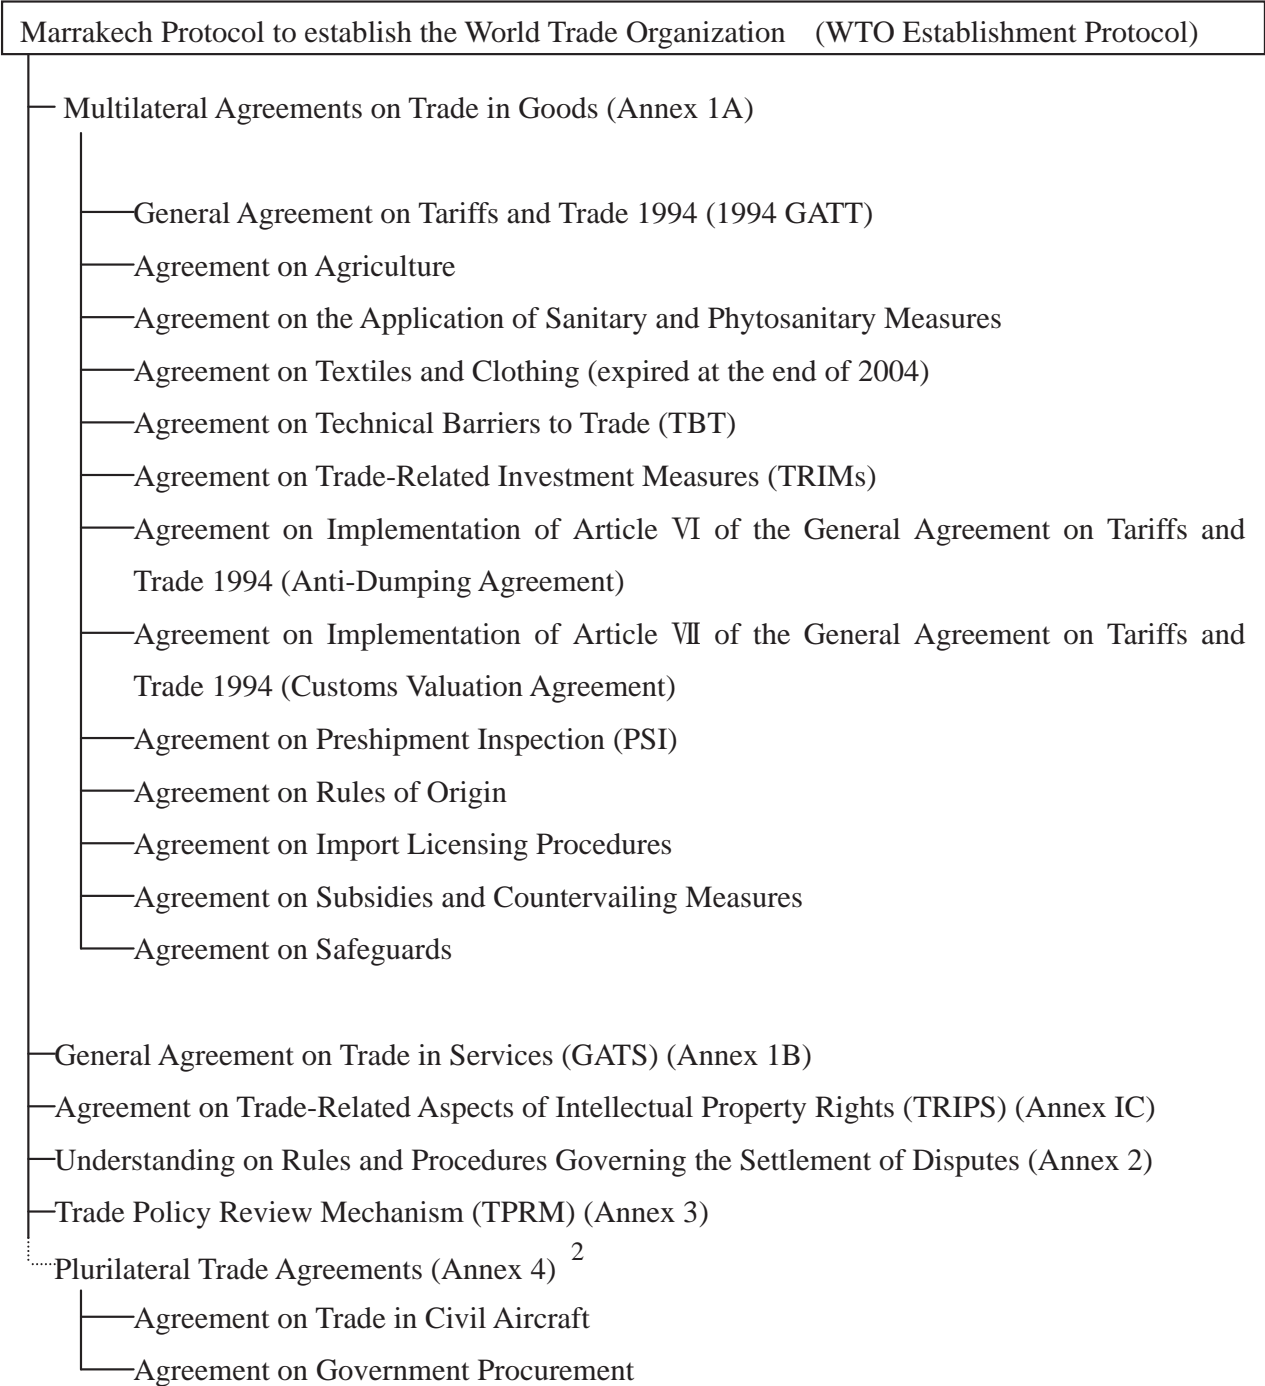 Marrakech Protocol to establish the World Trade Organization (WTO Establishment Protocol)
Multilateral Agreements on Trade in Goods (Annex 1A)
General Agreement on Tariffs and Trade 1994 (1994 GATT)
Agreement on Agriculture
Agreement on the Application of Sanitary and Phytosanitary Measures
Agreement on Textiles and Clothing (expired at the end of 2004)
Agreement on Technical Barriers to Trade (TBT)
Agreement on Trade-Related Investment Measures (TRIMs)
Agreement on Implementation of Article Ⅵ of the General Agreement on Tariffs and
Trade 1994 (Anti-Dumping Agreement)
Agreement on Implementation of Article Ⅶ of the General Agreement on Tariffs and
Trade 1994 (Customs Valuation Agreement)
Agreement on Preshipment Inspection (PSI)
Agreement on Rules of Origin
Agreement on Import Licensing Procedures
Agreement on Subsidies and Countervailing Measures
Agreement on Safeguards
General Agreement on Trade in Services (GATS) (Annex 1B)
Agreement on Trade-Related Aspects of Intellectual Property Rights (TRIPS) (Annex IC)
Understanding on Rules and Procedures Governing the Settlement of Disputes (Annex 2)
Trade Policy Review Mechanism (TPRM) (Annex 3)
Plurilateral Trade Agreements (Annex 4) 2
Agreement on Trade in Civil Aircraft
Agreement on Government Procurement